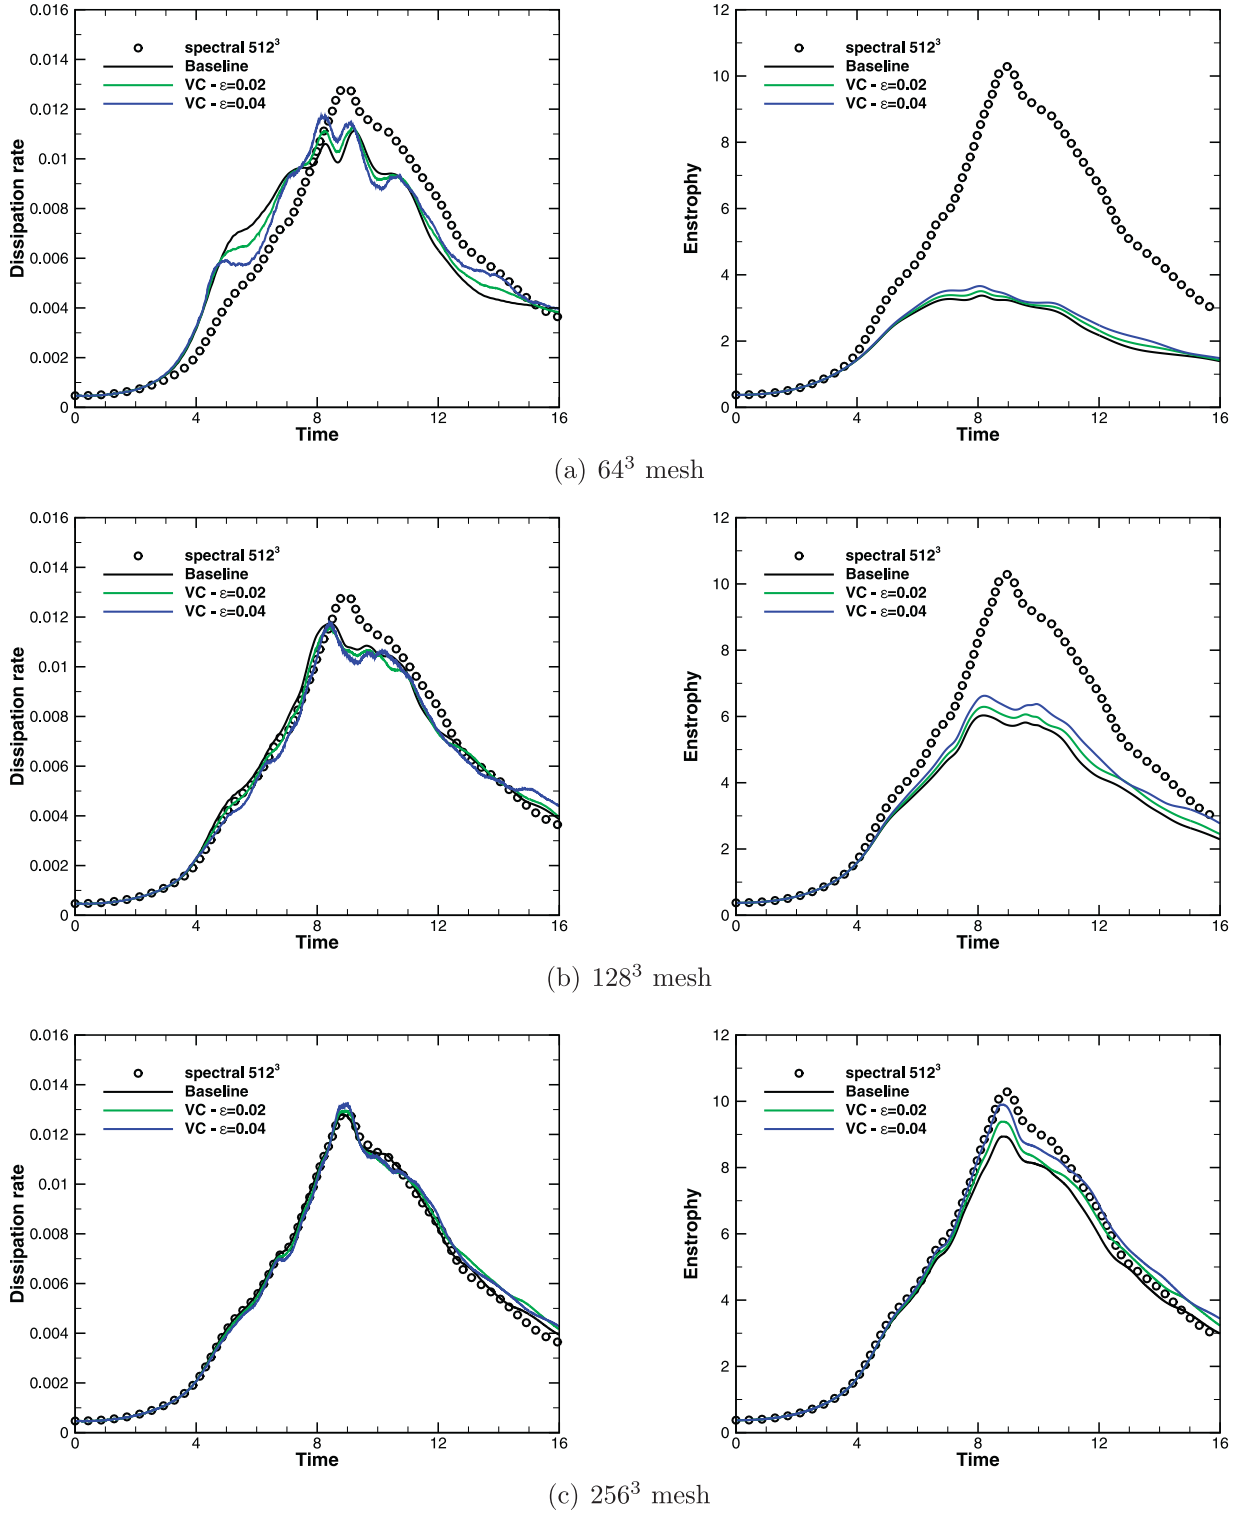 0.016
0.014
0.012
0.01
0.008
0.006
0.004
0.002
0
Dissipation rate
spectral 512³
Baseline
VC - ε=0.02
VC - ε=0.04
0 4 8 12 16
Time
12
10
8
6
4
2
0
Enstrophy
spectral 512³
Baseline
VC - ε=0.02
VC - ε=0.04
0 4 8 12 16
Time
(a) 64³ mesh
0.016
0.014
0.012
0.01
0.008
0.006
0.004
0.002
0
Dissipation rate
spectral 512³
Baseline
VC - ε=0.02
VC - ε=0.04
0 4 8 12 16
Time
12
10
8
6
4
2
0
Enstrophy
spectral 512³
Baseline
VC - ε=0.02
VC - ε=0.04
0 4 8 12 16
Time
(b) 128³ mesh
0.016
0.014
0.012
0.01
0.008
0.006
0.004
0.002
0
Dissipation rate
spectral 512³
Baseline
VC - ε=0.02
VC - ε=0.04
0 4 8 12 16
Time
12
10
8
6
4
2
0
Enstrophy
spectral 512³
Baseline
VC - ε=0.02
VC - ε=0.04
0 4 8 12 16
Time
(c) 256³ mesh